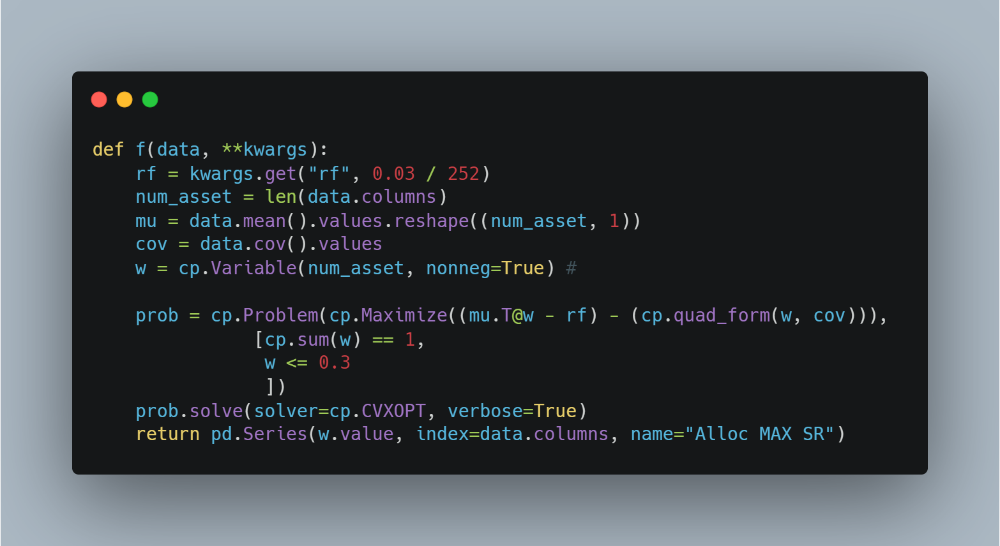 def f(data, **kwargs):
    rf = kwargs.get("rf", 0.03 / 252)
    num_asset = len(data.columns)
    mu = data.mean().values.reshape((num_asset, 1))
    cov = data.cov().values
    w = cp.Variable(num_asset, nonneg=True) #

    prob = cp.Problem(cp.Maximize((mu.T@w - rf) - (cp.quad_form(w, cov))),
               [cp.sum(w) == 1,
                w <= 0.3
                ])
    prob.solve(solver=cp.CVXOPT, verbose=True)
    return pd.Series(w.value, index=data.columns, name="Alloc MAX SR")